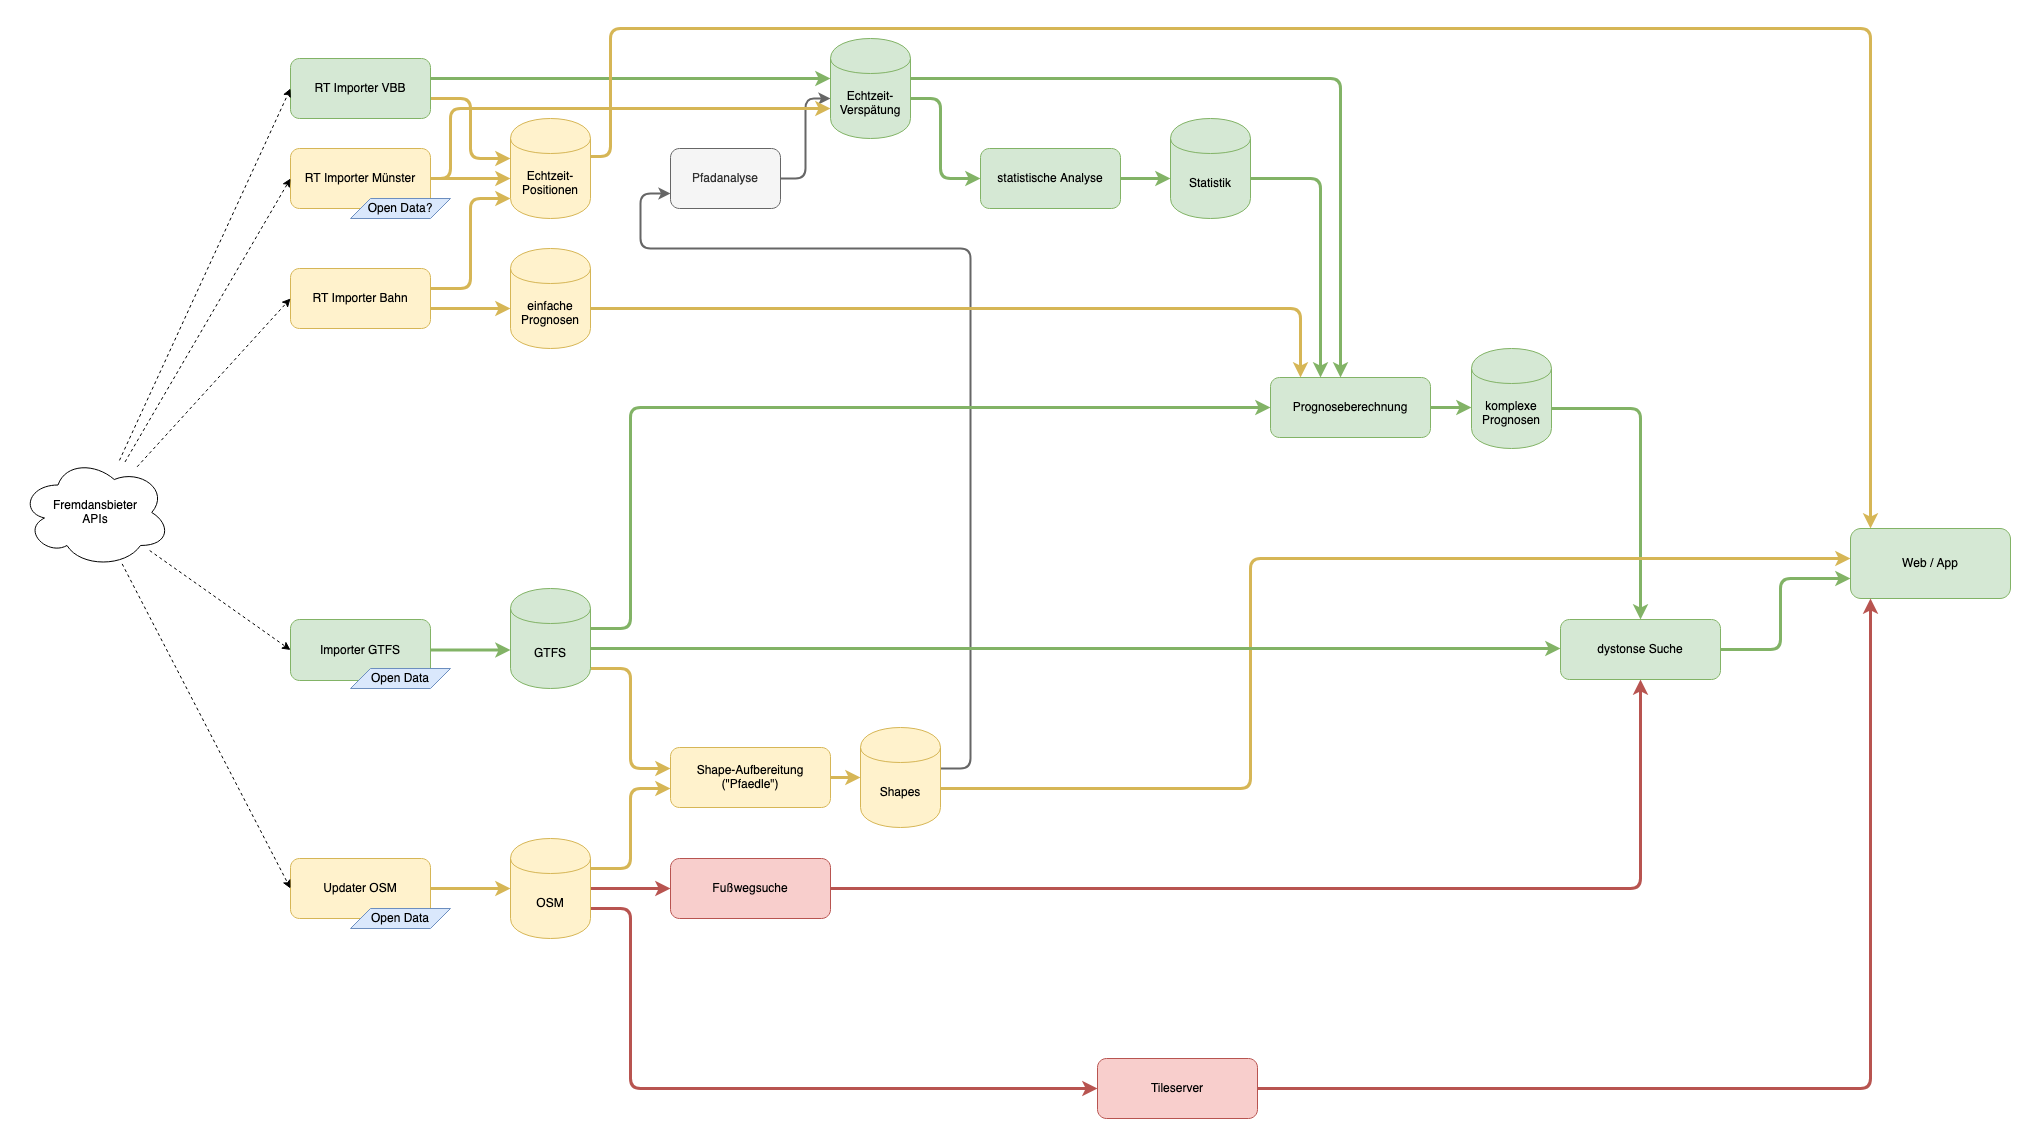 RT Importer VBB
Echtzeit-
Verspätung
RT Importer Münster
Open Data?
Echtzeit-
Positionen
Pfadanalyse
statistische Analyse
Statistik
RT Importer Bahn
einfache
Prognosen
Prognoseberechnung
komplexe
Prognosen
Fremdansbieter
APIs
Web / App
Importer GTFS
Open Data
GTFS
dystonse Suche
Shape-Aufbereitung
("Pfaedle")
Shapes
Updater OSM
Open Data
OSM
Fußwegsuche
Tileserver